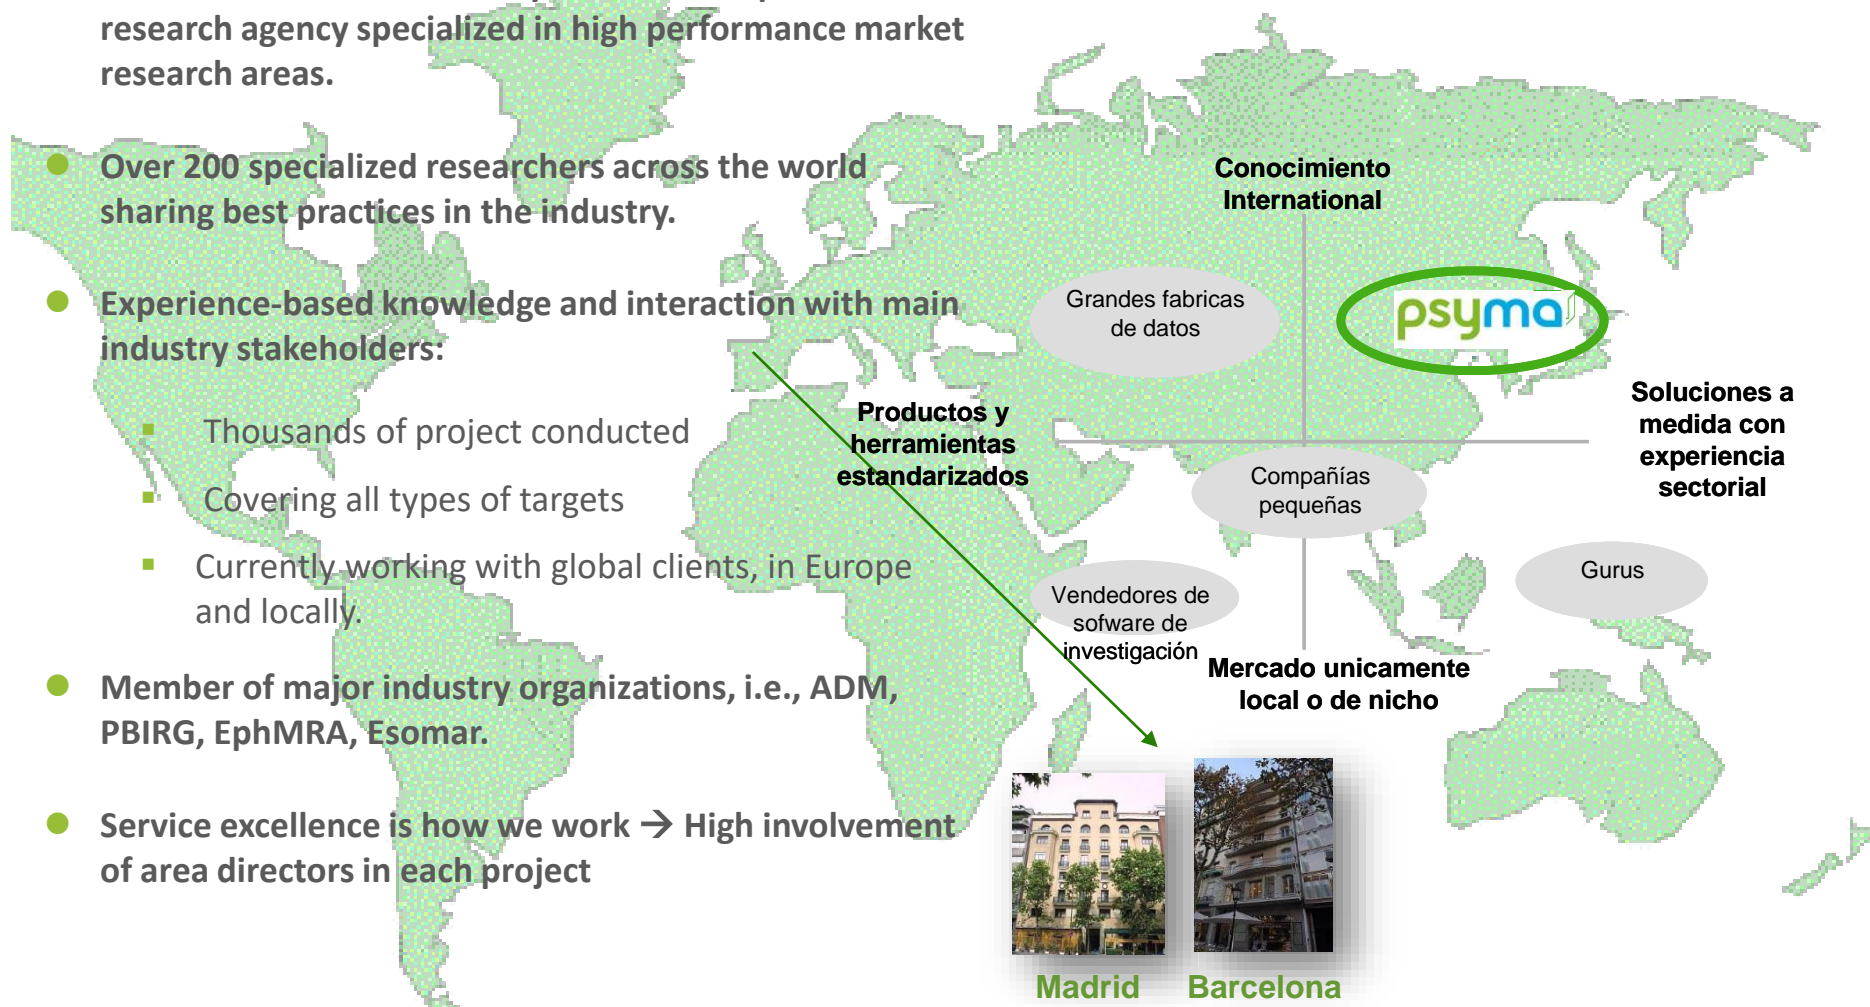 research agency specialized in high performance market
research areas.
Over 200 specialized researchers across the world
sharing best practices in the industry.
Experience-based knowledge and interaction with main
industry stakeholders:
Thousands of project conducted
Covering all types of targets
Currently working with global clients, in Europe
and locally.
Member of major industry organizations, i.e., ADM,
PBIRG, EphMRA, Esomar.
Service excellence is how we work → High involvement
of area directors in each project
Conocimiento
International
Grandes fabricas
de datos
psyma
Productos y
herramientas
estandarizados
Soluciones a
medida con
experiencia
sectorial
Compañías
pequeñas
Gurus
Vendedores de
sofware de
investigación
Mercado unicamente
local o de nicho
Madrid
Barcelona